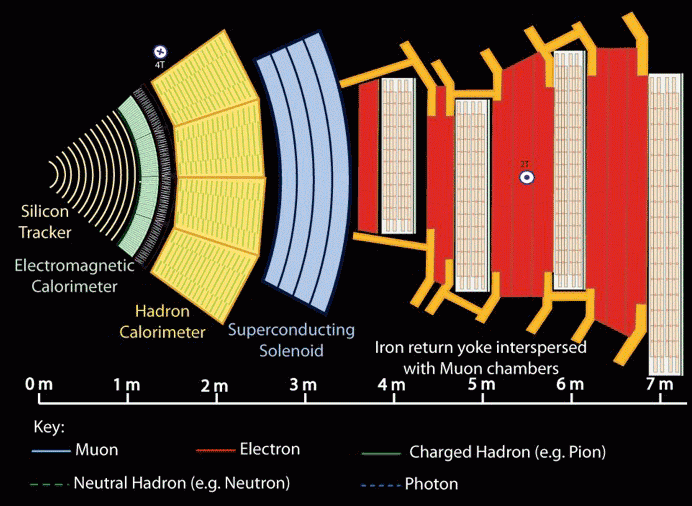 4T
2T
Silicon
Tracker
Electromagnetic
Calorimeter
Hadron
Calorimeter
Superconducting
Solenoid
Iron return yoke interspersed
with Muon chambers
0 m 1 m 2 m 3 m 4 m 5 m 6 m 7 m
Key:
Muon Electron Charged Hadron (e.g. Pion)
Neutral Hadron (e.g. Neutron) Photon